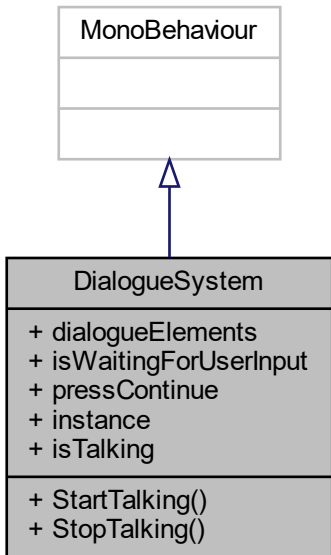 MonoBehaviour
DialogueSystem
+ dialogueElements
+ isWaitingForUserInput
+ pressContinue
+ instance
+ isTalking
+ StartTalking()
+ StopTalking()